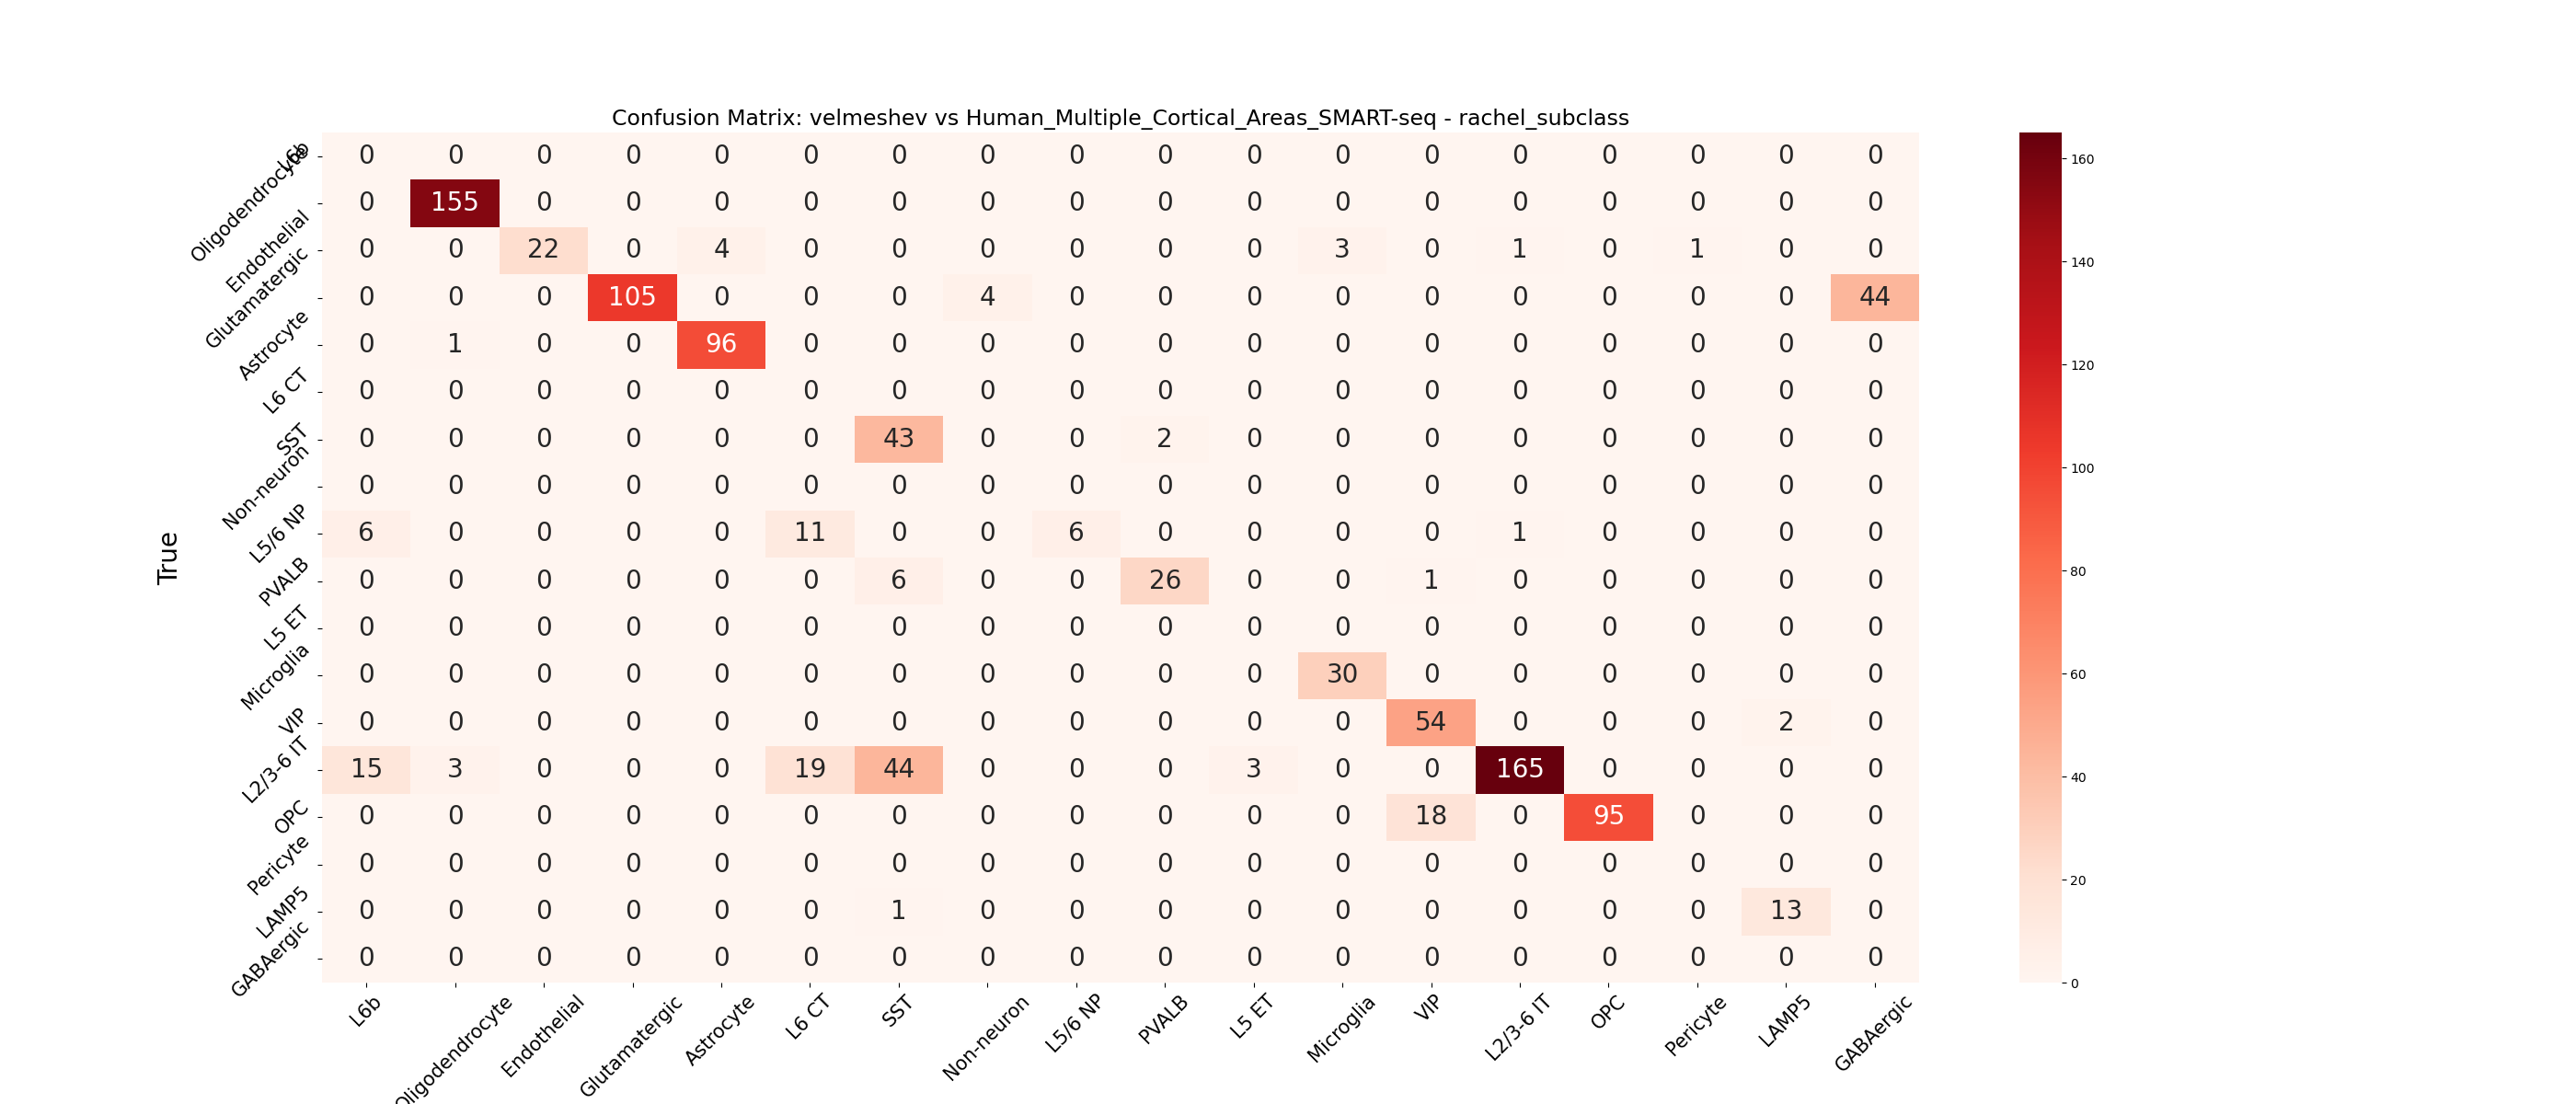 Confusion Matrix: velmeshev vs Human_Multiple_Cortical_Areas_SMART-seq - rachel_subclass
True
L6b 0 0 0 0 0 0 0 0 0 0 0 0 0 0 0 0 0 0
Oligodendrocyte 0 155 0 0 0 0 0 0 0 0 0 0 0 0 0 0 0 0
Endothelial 0 0 22 0 4 0 0 0 0 0 0 3 0 1 0 1 0 0
Glutamatergic 0 0 0 105 0 0 0 4 0 0 0 0 0 0 0 0 0 44
Astrocyte 0 1 0 0 96 0 0 0 0 0 0 0 0 0 0 0 0 0
L6 CT 0 0 0 0 0 0 0 0 0 0 0 0 0 0 0 0 0 0
SST 0 0 0 0 0 0 43 0 0 2 0 0 0 0 0 0 0 0
Non-neuron 0 0 0 0 0 0 0 0 0 0 0 0 0 0 0 0 0 0
L5/6 NP 6 0 0 0 0 11 0 0 6 0 0 0 0 1 0 0 0 0
PVALB 0 0 0 0 0 0 6 0 0 26 0 0 1 0 0 0 0 0
L5 ET 0 0 0 0 0 0 0 0 0 0 0 0 0 0 0 0 0 0
Microglia 0 0 0 0 0 0 0 0 0 0 0 30 0 0 0 0 0 0
VIP 0 0 0 0 0 0 0 0 0 0 0 0 54 0 0 0 2 0
L2/3-6 IT 15 3 0 0 0 19 44 0 0 0 3 0 0 165 0 0 0 0
OPC 0 0 0 0 0 0 0 0 0 0 0 0 18 0 95 0 0 0
Pericyte 0 0 0 0 0 0 0 0 0 0 0 0 0 0 0 0 0 0
LAMP5 0 0 0 0 0 0 1 0 0 0 0 0 0 0 0 0 13 0
GABAergic 0 0 0 0 0 0 0 0 0 0 0 0 0 0 0 0 0 0
L6b Oligodendrocyte Endothelial Glutamatergic Astrocyte L6 CT SST Non-neuron L5/6 NP PVALB L5 ET Microglia VIP L2/3-6 IT OPC Pericyte LAMP5 GABAergic
160
140
120
100
80
60
40
20
0